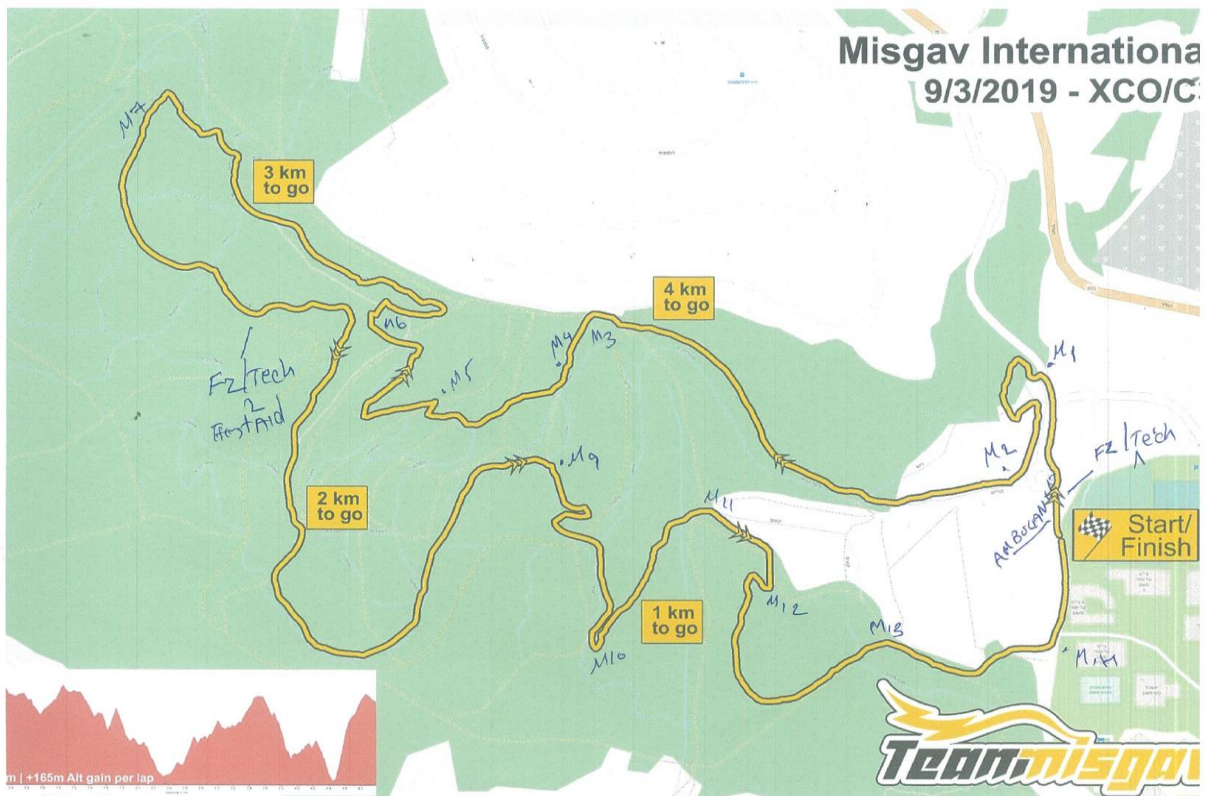 Misgav Internationa
9/3/2019 - XCO/C
M7
3 km
to go
4 km
to go
M6
M4
M3
M1
M5
FZ/Tech
2
First Aid
M2
FZ/Tech
1
M9
2 km
to go
M11
AMBULANCE
Start/
Finish
M12
1 km
to go
M13
M10
M14
Teammisgav
m | +165m Alt gain per lap